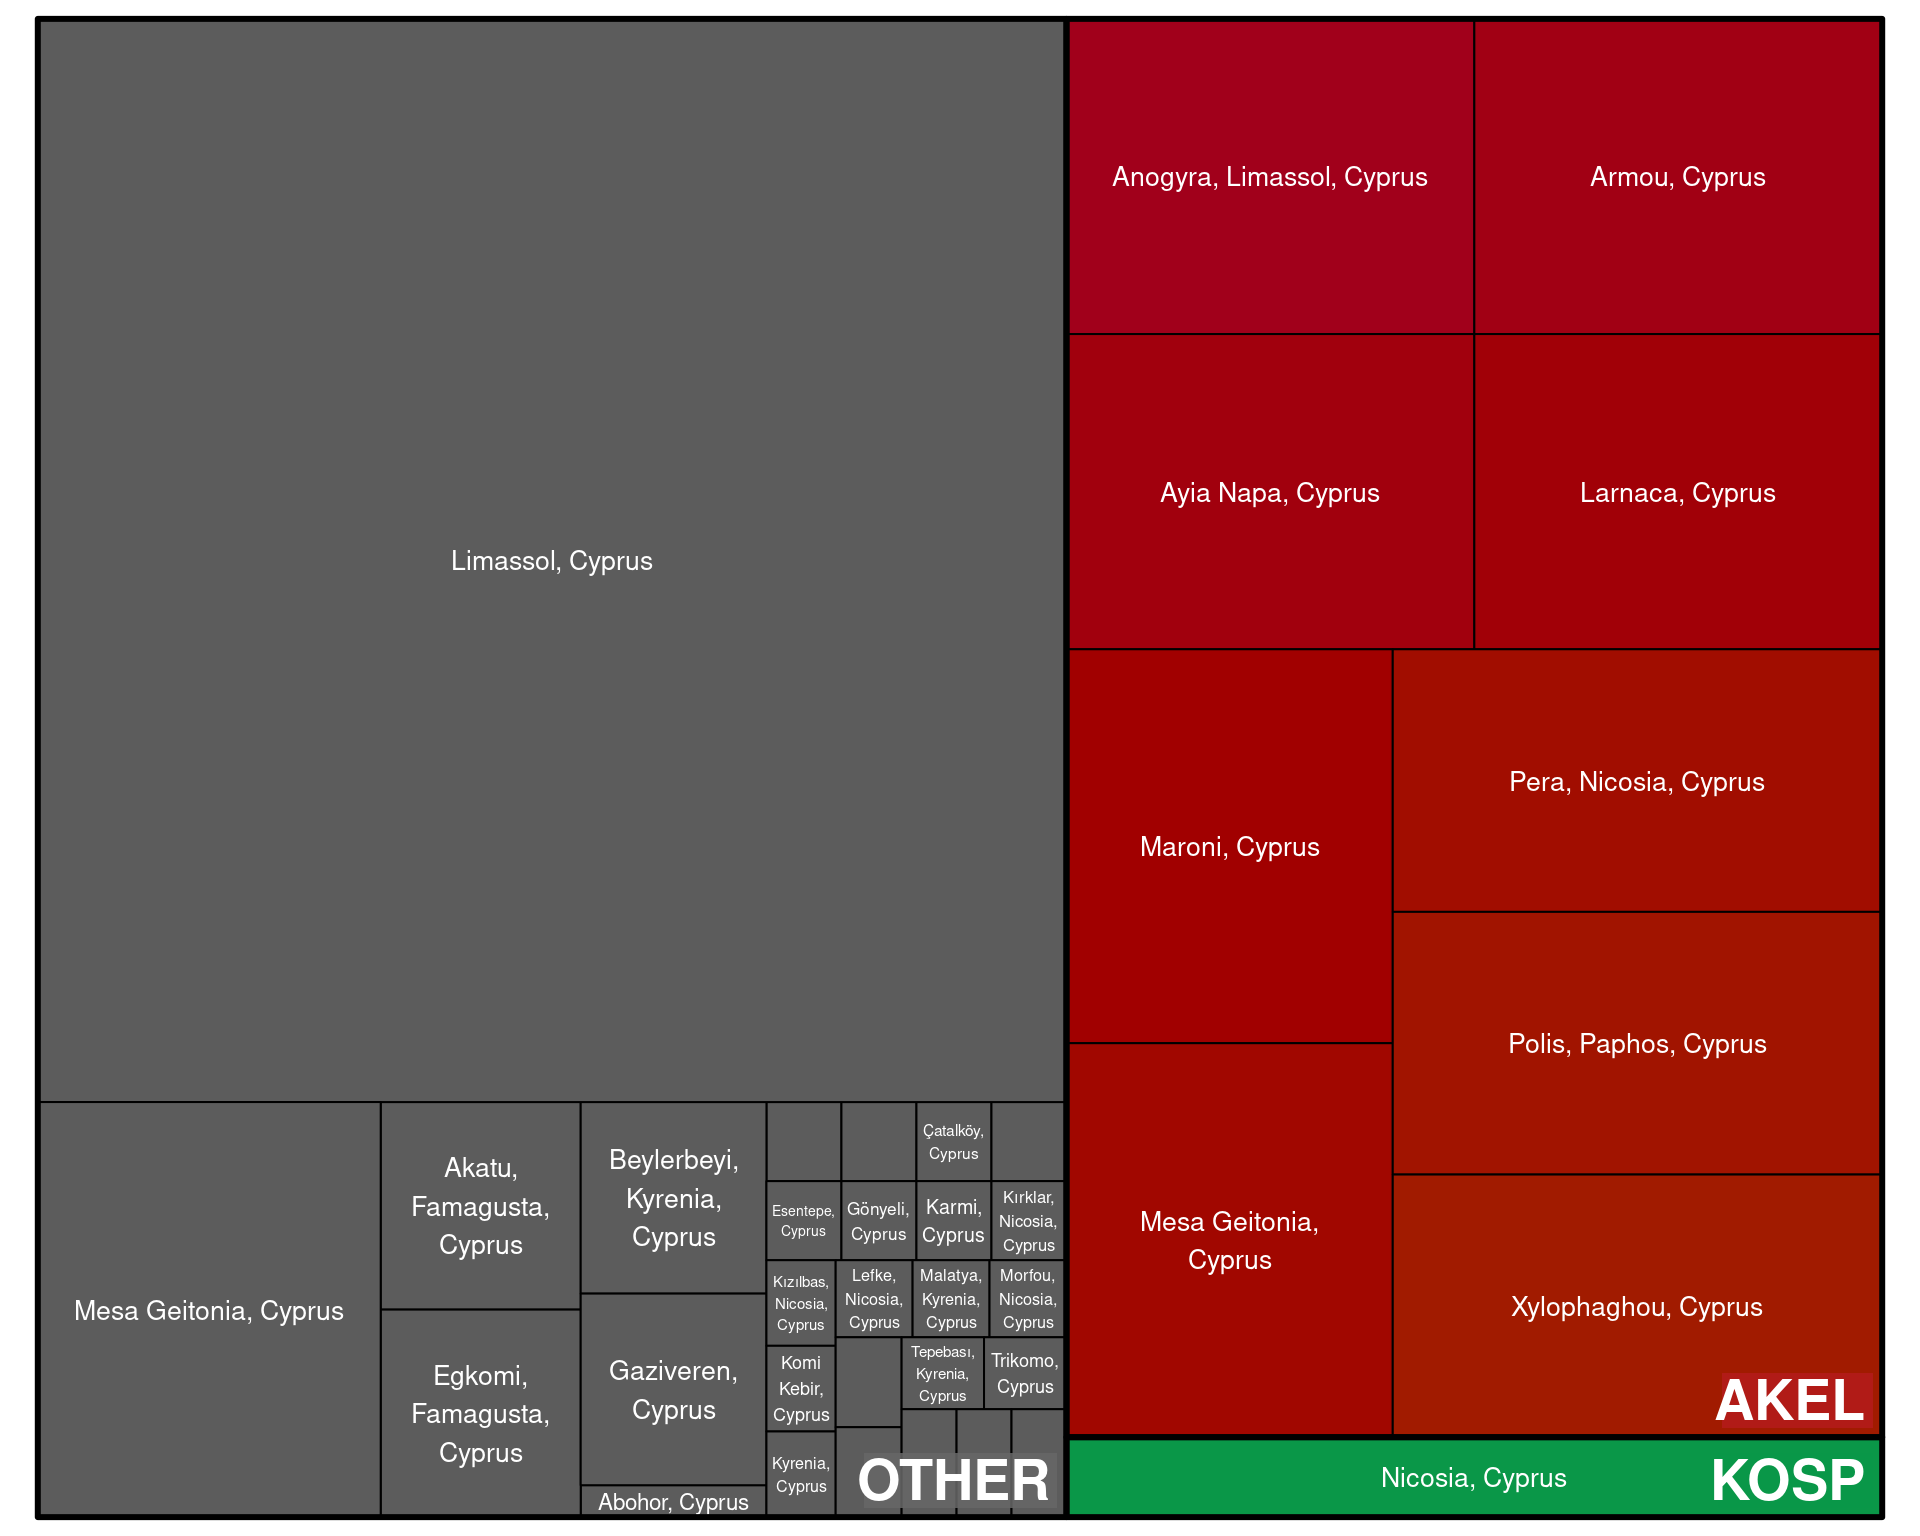 Limassol, Cyprus
Mesa Geitonia, Cyprus
Akatu,
Famagusta,
Cyprus
Egkomi,
Famagusta,
Cyprus
Beylerbeyi,
Kyrenia,
Cyprus
Gaziveren,
Cyprus
Abohor, Cyprus
Çatalköy,
Cyprus
Esentepe,
Cyprus
Gönyeli,
Cyprus
Karmi,
Cyprus
Kırklar,
Nicosia,
Cyprus
Kızılbas,
Nicosia,
Cyprus
Lefke,
Nicosia,
Cyprus
Malatya,
Kyrenia,
Cyprus
Morfou,
Nicosia,
Cyprus
Komi
Kebir,
Cyprus
Tepebası,
Kyrenia,
Cyprus
Trikomo,
Cyprus
Kyrenia,
Cyprus
OTHER
Anogyra, Limassol, Cyprus
Armou, Cyprus
Ayia Napa, Cyprus
Larnaca, Cyprus
Maroni, Cyprus
Pera, Nicosia, Cyprus
Polis, Paphos, Cyprus
Mesa Geitonia,
Cyprus
Xylophaghou, Cyprus
AKEL
Nicosia, Cyprus
KOSP